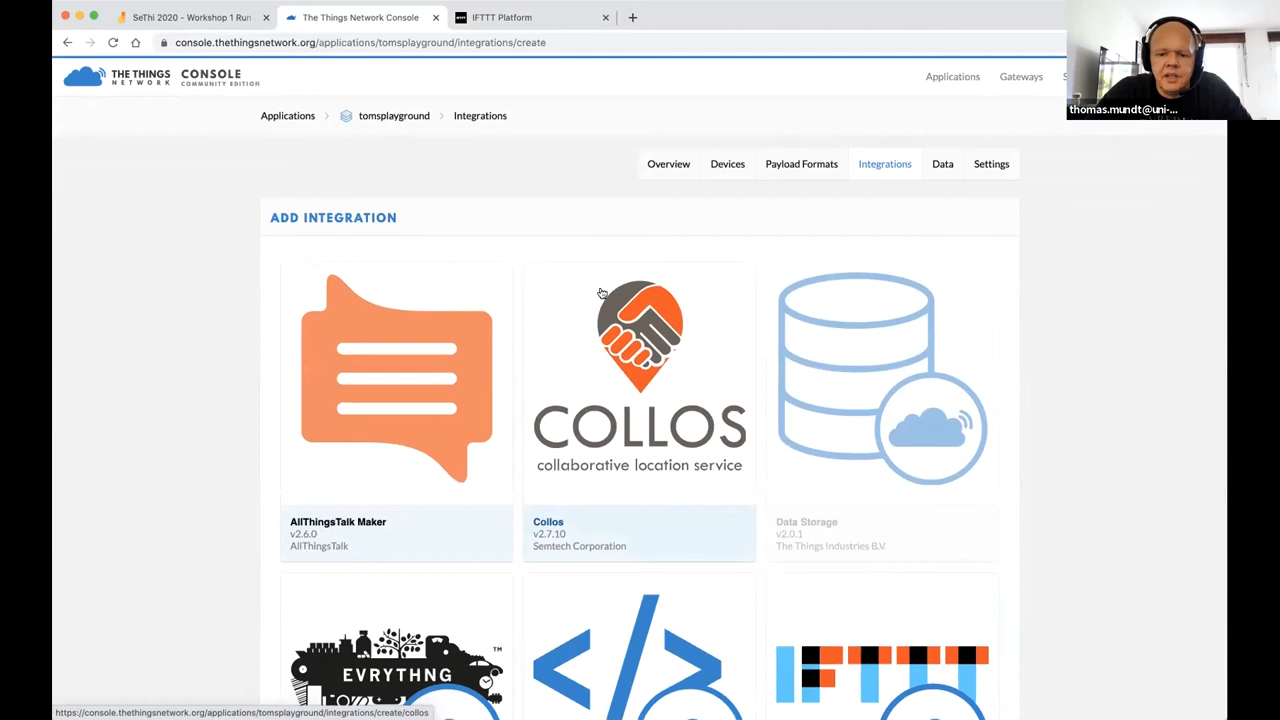 SeThi 2020 - Workshop 1 Run
The Things Network Console
IFTTT Platform
console.thethingsnetwork.org/applications/tomsplayground/integrations/create
THE THINGS NETWORK
CONSOLE
COMMUNITY EDITION
Applications
Gateways
S
thomas.mundt@uni-...
Applications
tomsplayground
Integrations
Overview
Devices
Payload Formats
Integrations
Data
Settings
ADD INTEGRATION
COLLOS
collaborative location service
AllThingsTalk Maker
v2.6.0
AllThingsTalk
Collos
v2.7.10
Semtech Corporation
Data Storage
v2.0.1
The Things Industries B.V.
EVRYTHNG
TM
</>
IFTTT
https://console.thethingsnetwork.org/applications/tomsplayground/integrations/create/collos